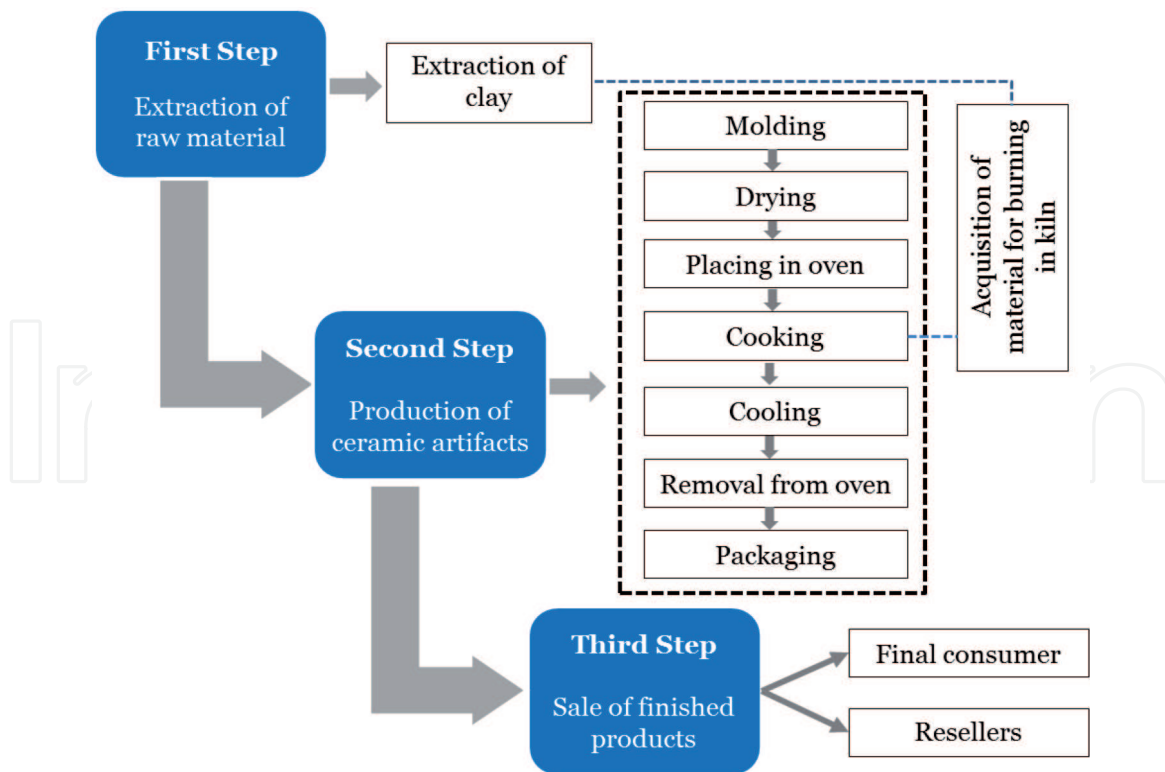 First Step
Extraction of
raw material
Extraction of
clay
Second Step
Production of
ceramic artifacts
Molding
Drying
Placing in oven
Cooking
Cooling
Removal from oven
Packaging
Acquisition of
material for burning
in kiln
Third Step
Sale of finished
products
Final consumer
Resellers